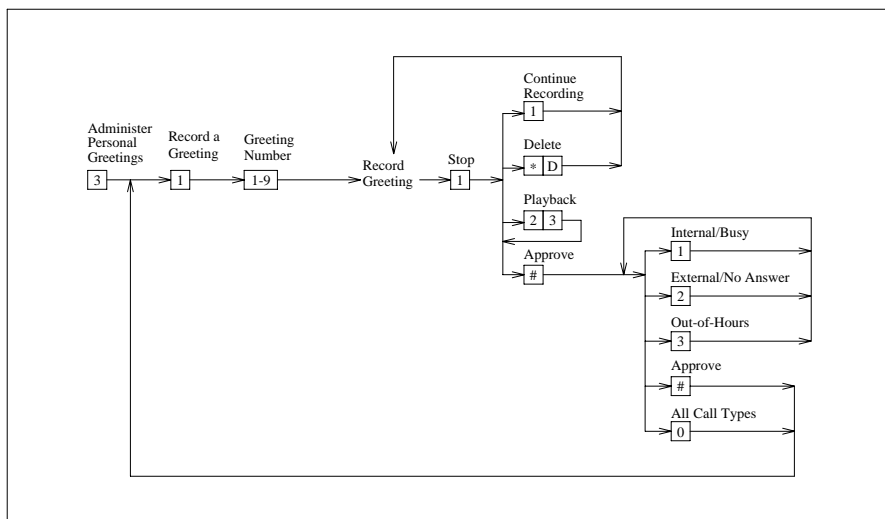 Continue
Recording
1
Administer
Personal
Greetings
3
Record a
Greeting
1
Greeting
Number
1-9
Record
Greeting
Stop
1
Delete
* D
Playback
2 3
Approve
#
Internal/Busy
1
External/No Answer
2
Out-of-Hours
3
Approve
#
All Call Types
0